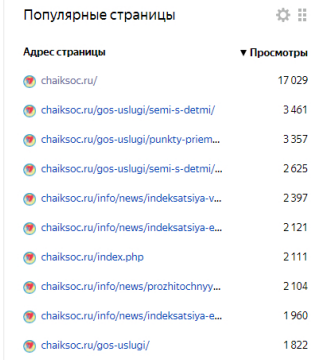 Популярные страницы
Адрес страницы ▼ Просмотры
chaiksoc.ru/ 17 029
chaiksoc.ru/gos-uslugi/semi-s-detmi/ 3 461
chaiksoc.ru/gos-uslugi/punkty-priem... 3 357
chaiksoc.ru/gos-uslugi/semi-s-detmi/... 2 625
chaiksoc.ru/info/news/indeksatsiya-v... 2 397
chaiksoc.ru/info/news/indeksatsiya-e... 2 121
chaiksoc.ru/index.php 2 111
chaiksoc.ru/info/news/prozhitochnyy... 2 104
chaiksoc.ru/info/news/indeksatsiya-e... 1 960
chaiksoc.ru/gos-uslugi/ 1 822